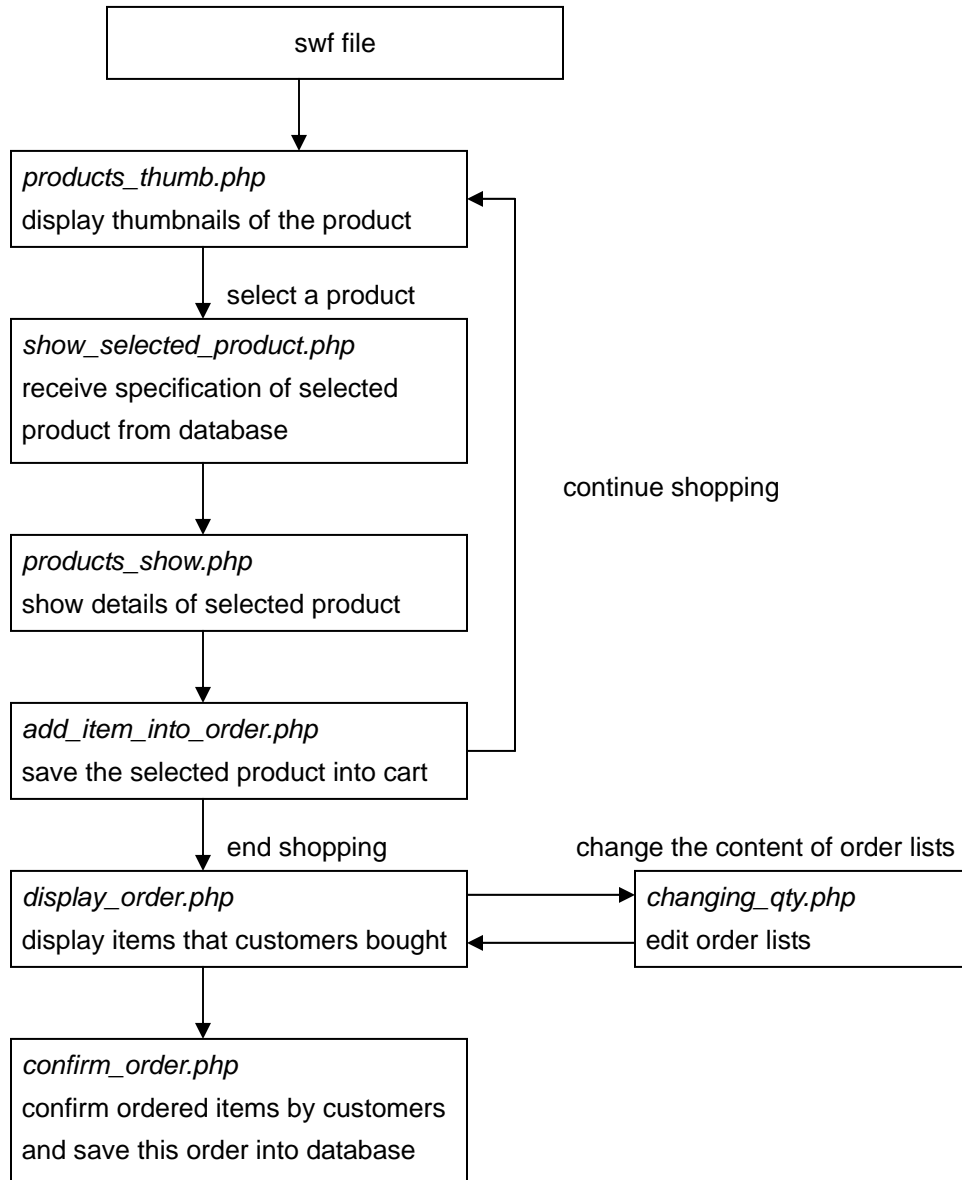 swf file
products_thumb.php
display thumbnails of the product
select a product
show_selected_product.php
receive specification of selected
product from database
continue shopping
products_show.php
show details of selected product
add_item_into_order.php
save the selected product into cart
end shopping
change the content of order lists
display_order.php
display items that customers bought
changing_qty.php
edit order lists
confirm_order.php
confirm ordered items by customers
and save this order into database